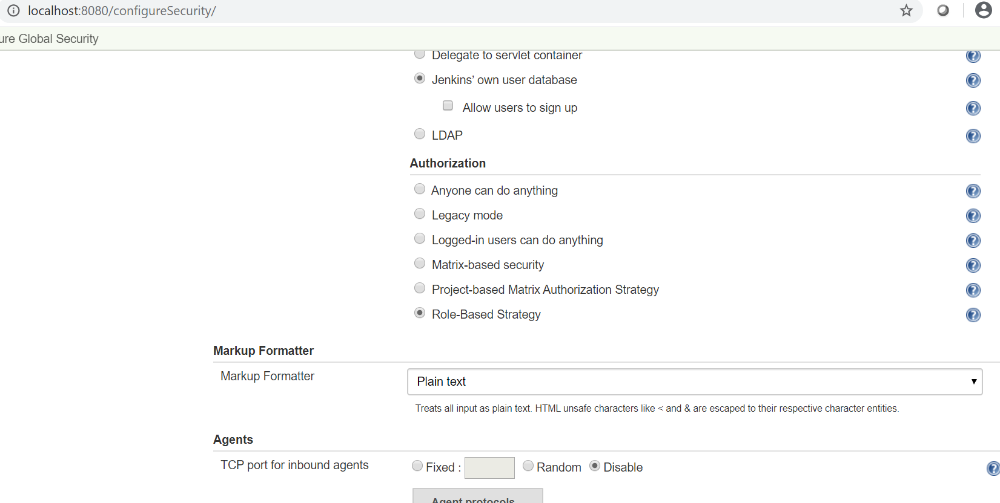 localhost:8080/configureSecurity/
ure Global Security
Delegate to servlet container
Jenkins’ own user database
Allow users to sign up
LDAP
Authorization
Anyone can do anything
Legacy mode
Logged-in users can do anything
Matrix-based security
Project-based Matrix Authorization Strategy
Role-Based Strategy
Markup Formatter
Markup Formatter Plain text
Treats all input as plain text. HTML unsafe characters like < and & are escaped to their respective character entities.
Agents
TCP port for inbound agents Fixed : Random Disable
Agent protocols